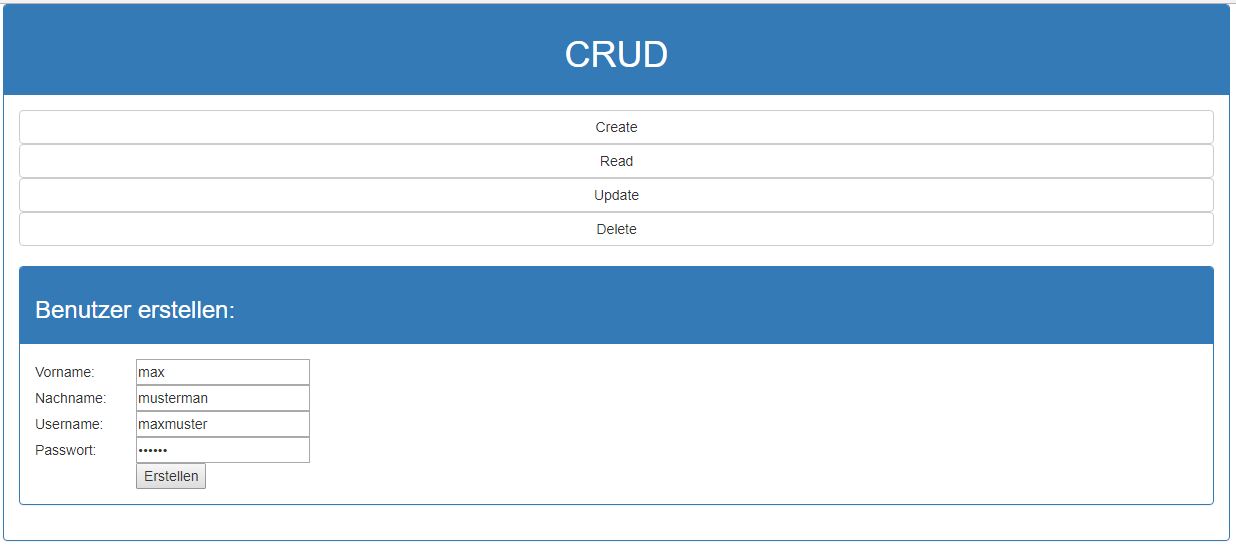 CRUD
Create
Read
Update
Delete
Benutzer erstellen:
Vorname: max
Nachname: musterman
Username: maxmuster
Passwort: ••••••
Erstellen